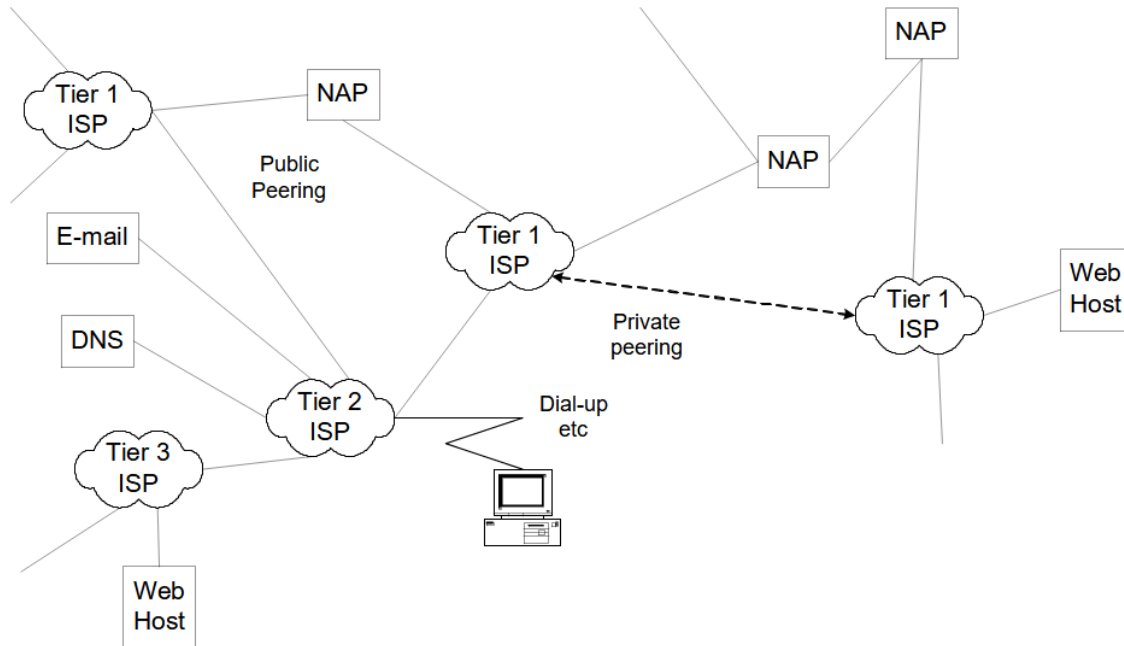 NAP
Tier 1
ISP
NAP
NAP
Public
Peering
E-mail
Tier 1
ISP
Web
Host
Tier 1
ISP
Private
peering
DNS
Tier 2
ISP
Dial-up
etc
Tier 3
ISP
Web
Host